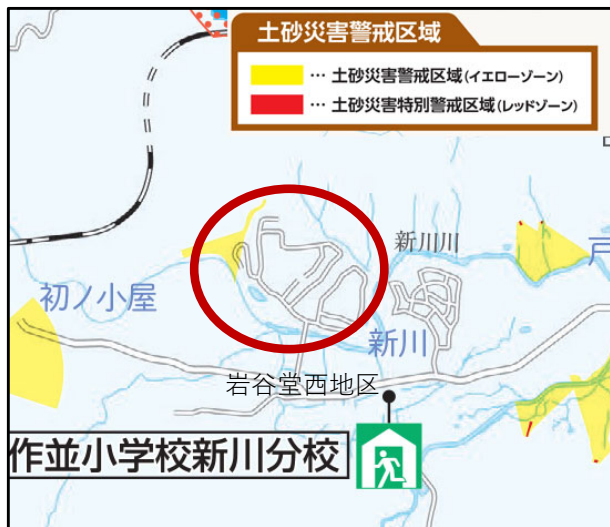 土砂災害警戒区域
… 土砂災害警戒区域(イエローゾーン)
… 土砂災害特別警戒区域(レッドゾーン)
新川川
戸
初ノ小屋
新川
岩谷堂西地区
作並小学校新川分校